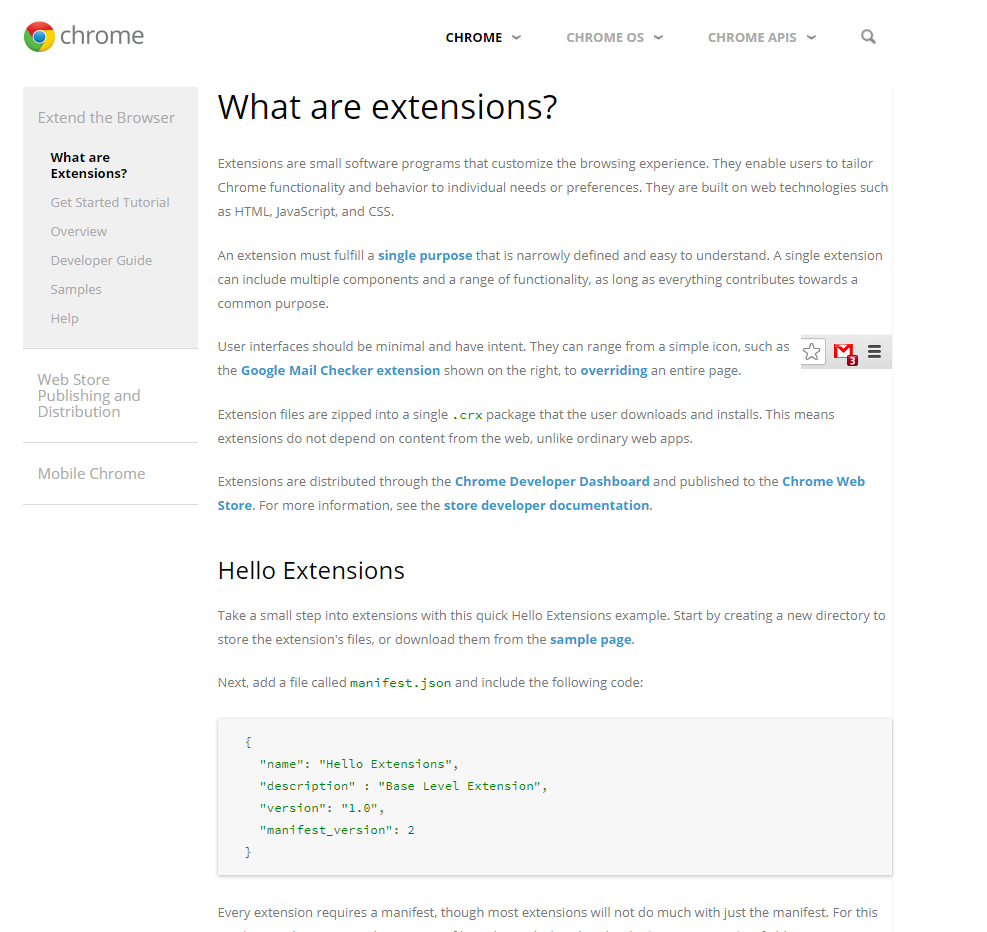 chrome
CHROME
CHROME OS
CHROME APIS
Extend the Browser
What are
Extensions?
Get Started Tutorial
Overview
Developer Guide
Samples
Help
Web Store
Publishing and
Distribution
Mobile Chrome
What are extensions?
Extensions are small software programs that customize the browsing experience. They enable users to tailor
Chrome functionality and behavior to individual needs or preferences. They are built on web technologies such
as HTML, JavaScript, and CSS.
An extension must fulfill a single purpose that is narrowly defined and easy to understand. A single extension
can include multiple components and a range of functionality, as long as everything contributes towards a
common purpose.
User interfaces should be minimal and have intent. They can range from a simple icon, such as
the Google Mail Checker extension shown on the right, to overriding an entire page.
3
Extension files are zipped into a single .crx package that the user downloads and installs. This means
extensions do not depend on content from the web, unlike ordinary web apps.
Extensions are distributed through the Chrome Developer Dashboard and published to the Chrome Web
Store. For more information, see the store developer documentation.
Hello Extensions
Take a small step into extensions with this quick Hello Extensions example. Start by creating a new directory to
store the extension's files, or download them from the sample page.
Next, add a file called manifest.json and include the following code:
{
"name": "Hello Extensions",
"description" : "Base Level Extension",
"version": "1.0",
"manifest_version": 2
}
Every extension requires a manifest, though most extensions will not do much with just the manifest. For this